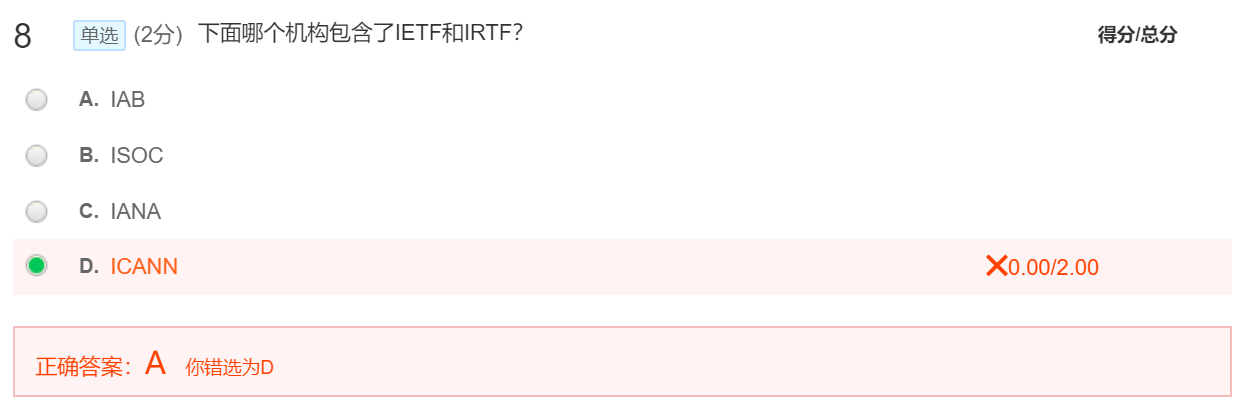 8 单选 (2分) 下面哪个机构包含了IETF和IRTF? 得分/总分
A. IAB
B. ISOC
C. IANA
D. ICANN ×0.00/2.00
正确答案：A 你错选为D